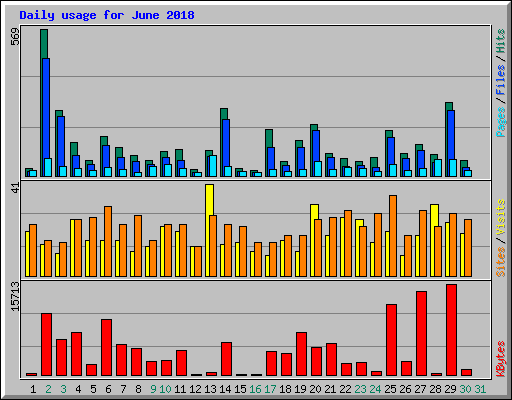 Daily usage for June 2018
569
Pages / Files / Hits
41
Sites / Visits
15713
KBytes
1 2 3 4 5 6 7 8 9 10 11 12 13 14 15 16 17 18 19 20 21 22 23 24 25 26 27 28 29 30 31